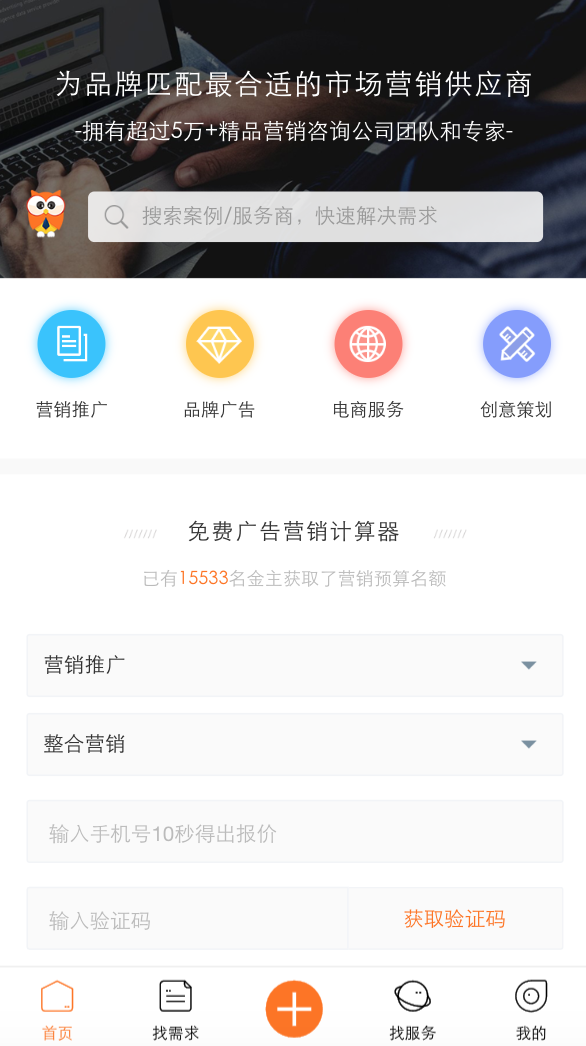 为品牌匹配最合适的市场营销供应商
-拥有超过5万+精品营销咨询公司团队和专家-
搜索案例/服务商，快速解决需求
营销推广 品牌广告 电商服务 创意策划
免费广告营销计算器
已有15533名金主获取了营销预算名额
营销推广
整合营销
输入手机号10秒得出报价
输入验证码 获取验证码
首页 找需求 找服务 我的